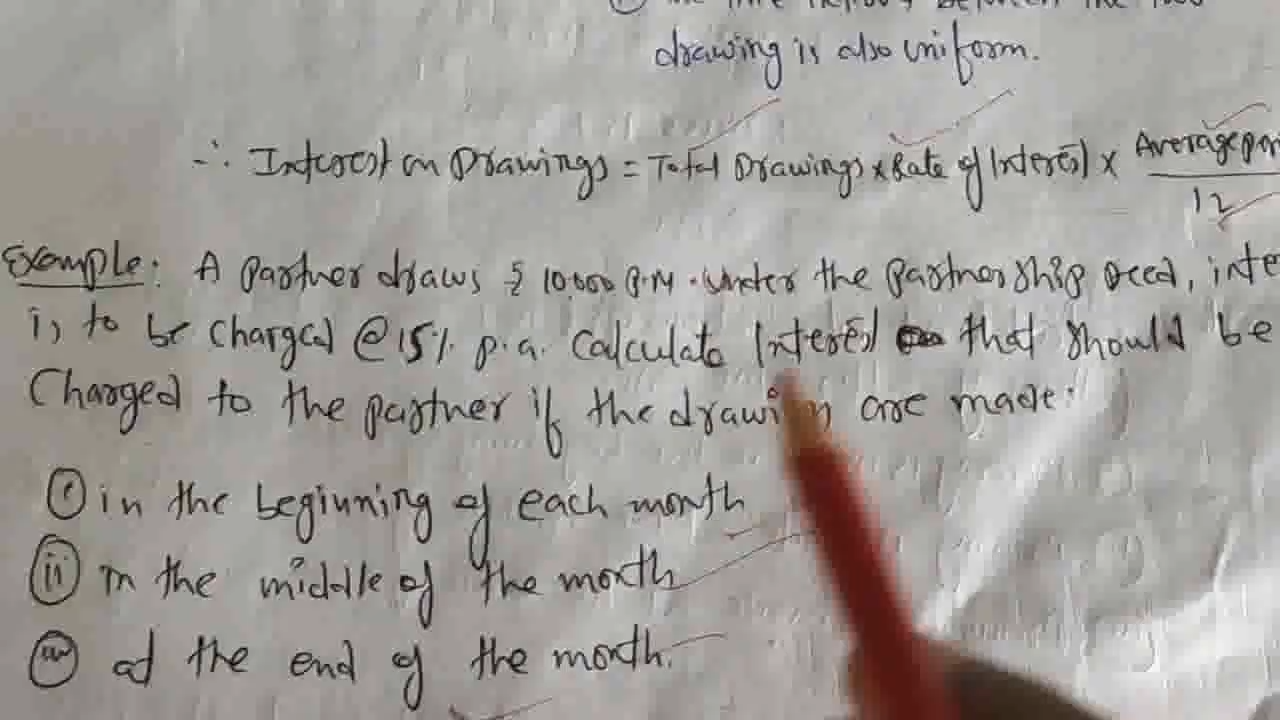 drawing is also uniform.
∴ Interest on Drawings = Total Drawings x Rate of Interest x Average
12
Example: A partner draws ₹ 10,000 P.M. Under the partnership deed, inte
is to be charged @ 15% p.a. Calculate Interest that should be
Charged to the partner if the drawin are made:
(i) in the beginning of each month
(ii) in the middle of the month
(iii) at the end of the month.